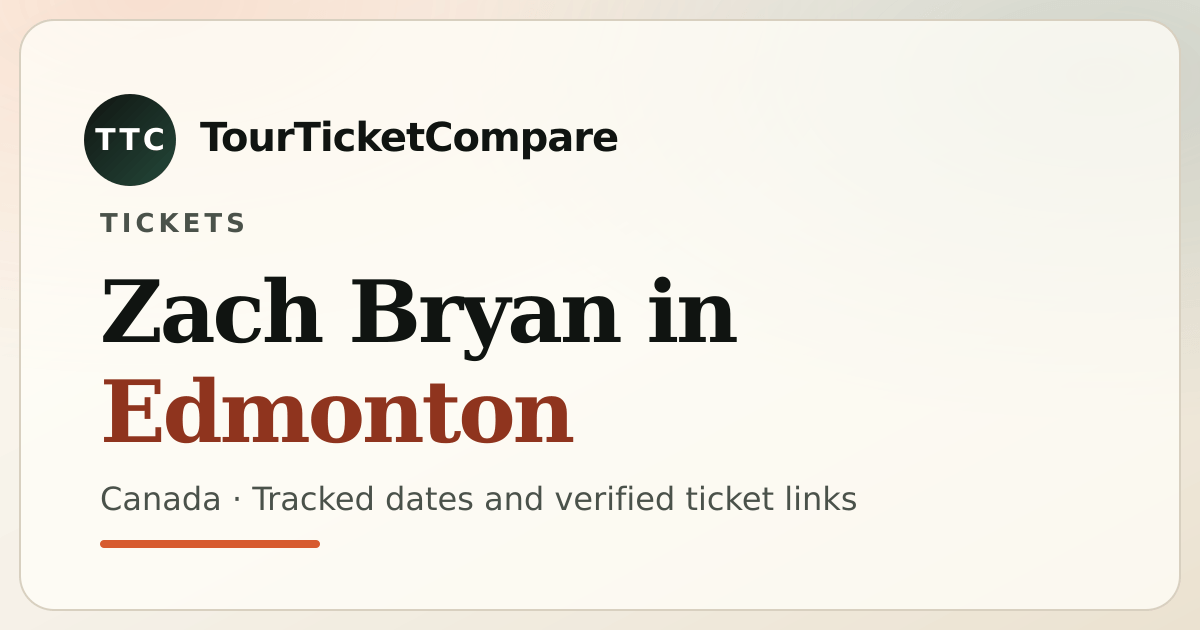 TTC TourTicketCompare
TICKETS
Zach Bryan in
Edmonton
Canada · Tracked dates and verified ticket links